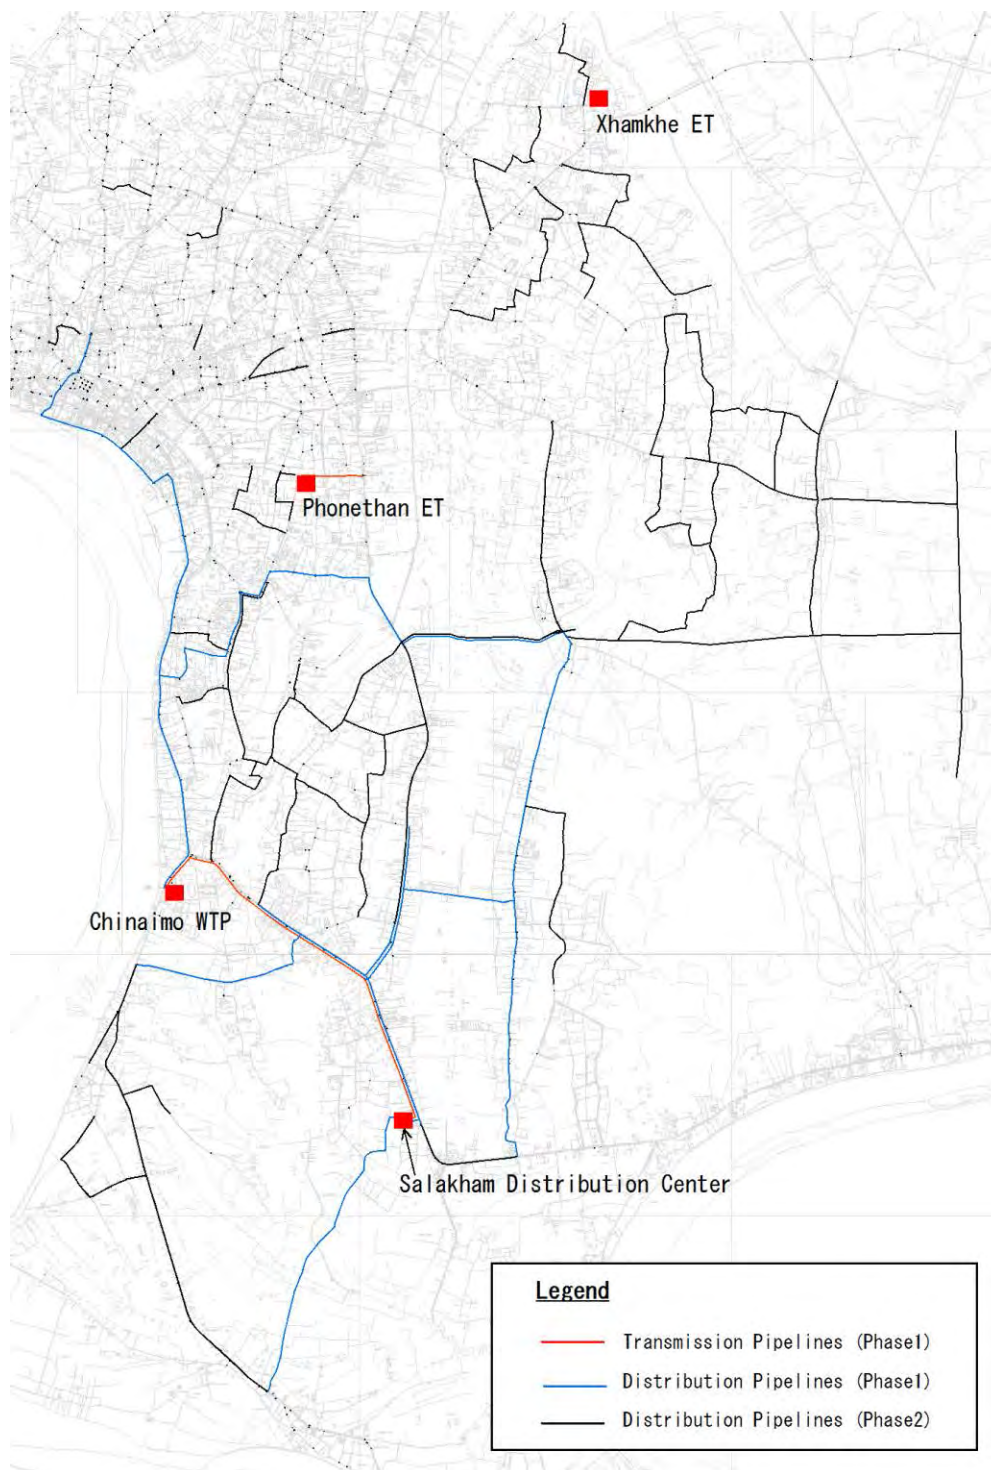 Xhamkhe ET
Phonethan ET
Chinaimo WTP
Salakham Distribution Center
Legend
Transmission Pipelines (Phase1)
Distribution Pipelines (Phase1)
Distribution Pipelines (Phase2)